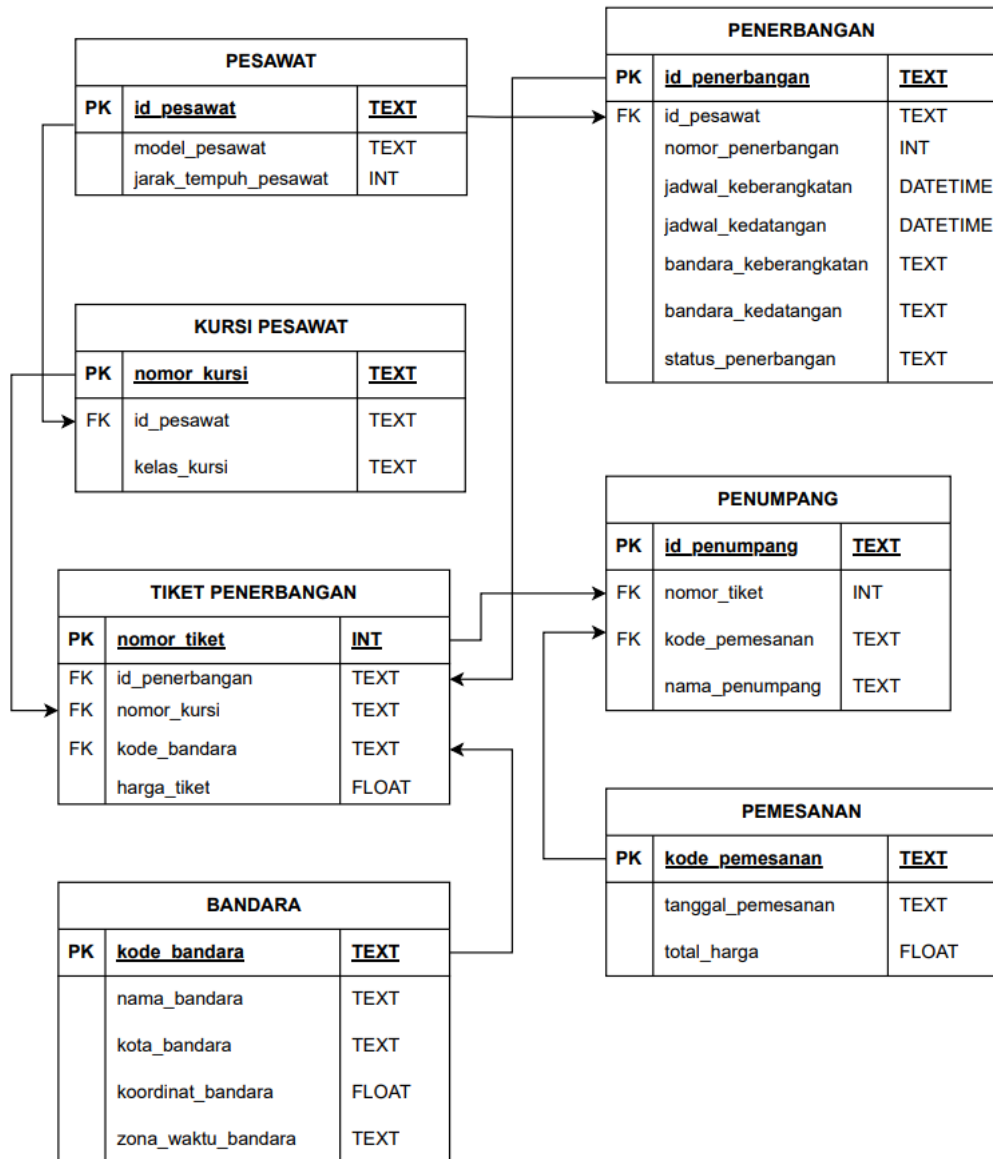 PESAWAT
PK id_pesawat TEXT
model_pesawat TEXT
jarak_tempuh_pesawat INT
PENERBANGAN
PK id_penerbangan TEXT
FK id_pesawat TEXT
nomor_penerbangan INT
jadwal_keberangkatan DATETIME
jadwal_kedatangan DATETIME
bandara_keberangkatan TEXT
bandara_kedatangan TEXT
status_penerbangan TEXT
KURSI PESAWAT
PK nomor_kursi TEXT
FK id_pesawat TEXT
kelas_kursi TEXT
PENUMPANG
PK id_penumpang TEXT
FK nomor_tiket INT
FK kode_pemesanan TEXT
nama_penumpang TEXT
TIKET PENERBANGAN
PK nomor_tiket INT
FK id_penerbangan TEXT
FK nomor_kursi TEXT
FK kode_bandara TEXT
harga_tiket FLOAT
PEMESANAN
PK kode_pemesanan TEXT
tanggal_pemesanan TEXT
total_harga FLOAT
BANDARA
PK kode_bandara TEXT
nama_bandara TEXT
kota_bandara TEXT
koordinat_bandara FLOAT
zona_waktu_bandara TEXT